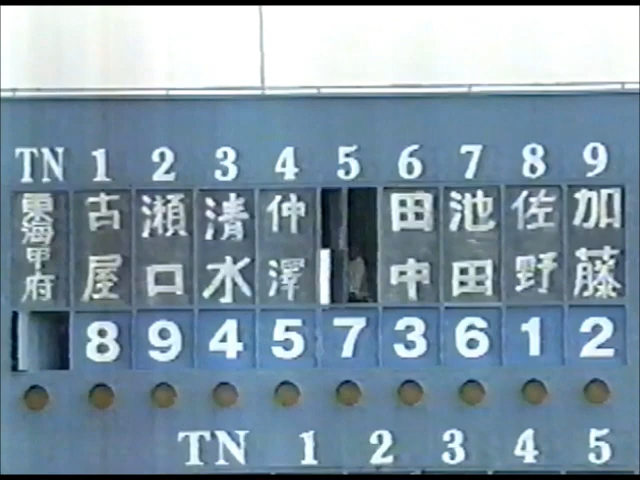 TN 1 2 3 4 5 6 7 8 9
東海甲府 古屋 瀬口 清水 仲澤 田中 池田 佐野 加藤
8 9 4 5 7 3 6 1 2
TN 1 2 3 4 5